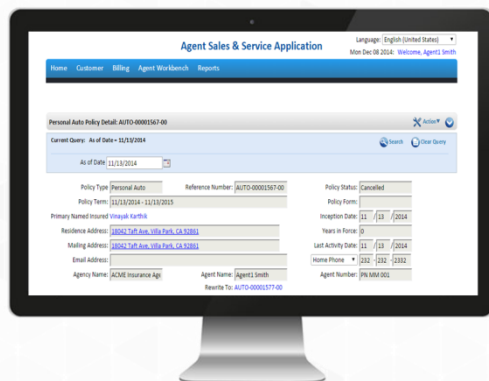 Language: English (United States)
Agent Sales & Service Application
Mon Dec 08 2014: Welcome, Agent1 Smith
Home Customer Billing Agent Workbench Reports
Personal Auto Policy Detail: AUTO-00001567-00 Action
Current Query: As of Date = 11/13/2014 Search Clear Query
As of Date 11/13/2014
Policy Type Personal Auto Reference Number: AUTO-00001567-00 Policy Status: Cancelled
Policy Term: 11/13/2014 - 11/13/2015 Policy Form:
Primary Named Insured Vinayak Karthik Inception Date: 11 / 13 / 2014
Residence Address: 18042 Taft Ave, Villa Park, CA 92861 Years in Force: 0
Mailing Address: 18042 Taft Ave, Villa Park, CA 92861 Last Activity Date: 11 / 13 / 2014
Email Address: Home Phone 232 - 232 - 2332
Agency Name: ACME Insurance Age Agent Name: Agent1 Smith Agent Number: PN MM 001
Rewrite To: AUTO-00001577-00